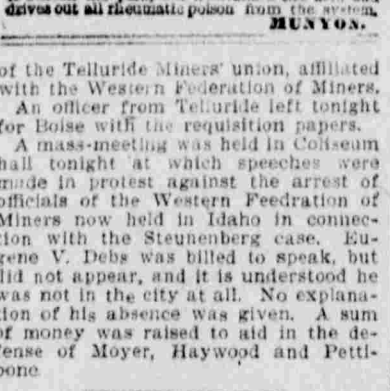 drives out all rheumatic poison from the system.
MUNYON.
of the Telluride Miners' union, affiliated
with the Western Federation of Miners.
An officer from Telluride left tonight
for Boise with the requisition papers.
A mass-meeting was held in Coliseum
hall tonight at which speeches were
made in protest against the arrest of
officials of the Western Feedration of
Miners now held in Idaho in connec-
tion with the Steunenberg case. Eu-
gene V. Debs was billed to speak, but
did not appear, and it is understood he
was not in the city at all. No explana-
tion of his absence was given. A sum
of money was raised to aid in the de-
fense of Moyer, Haywood and Petti-
bone